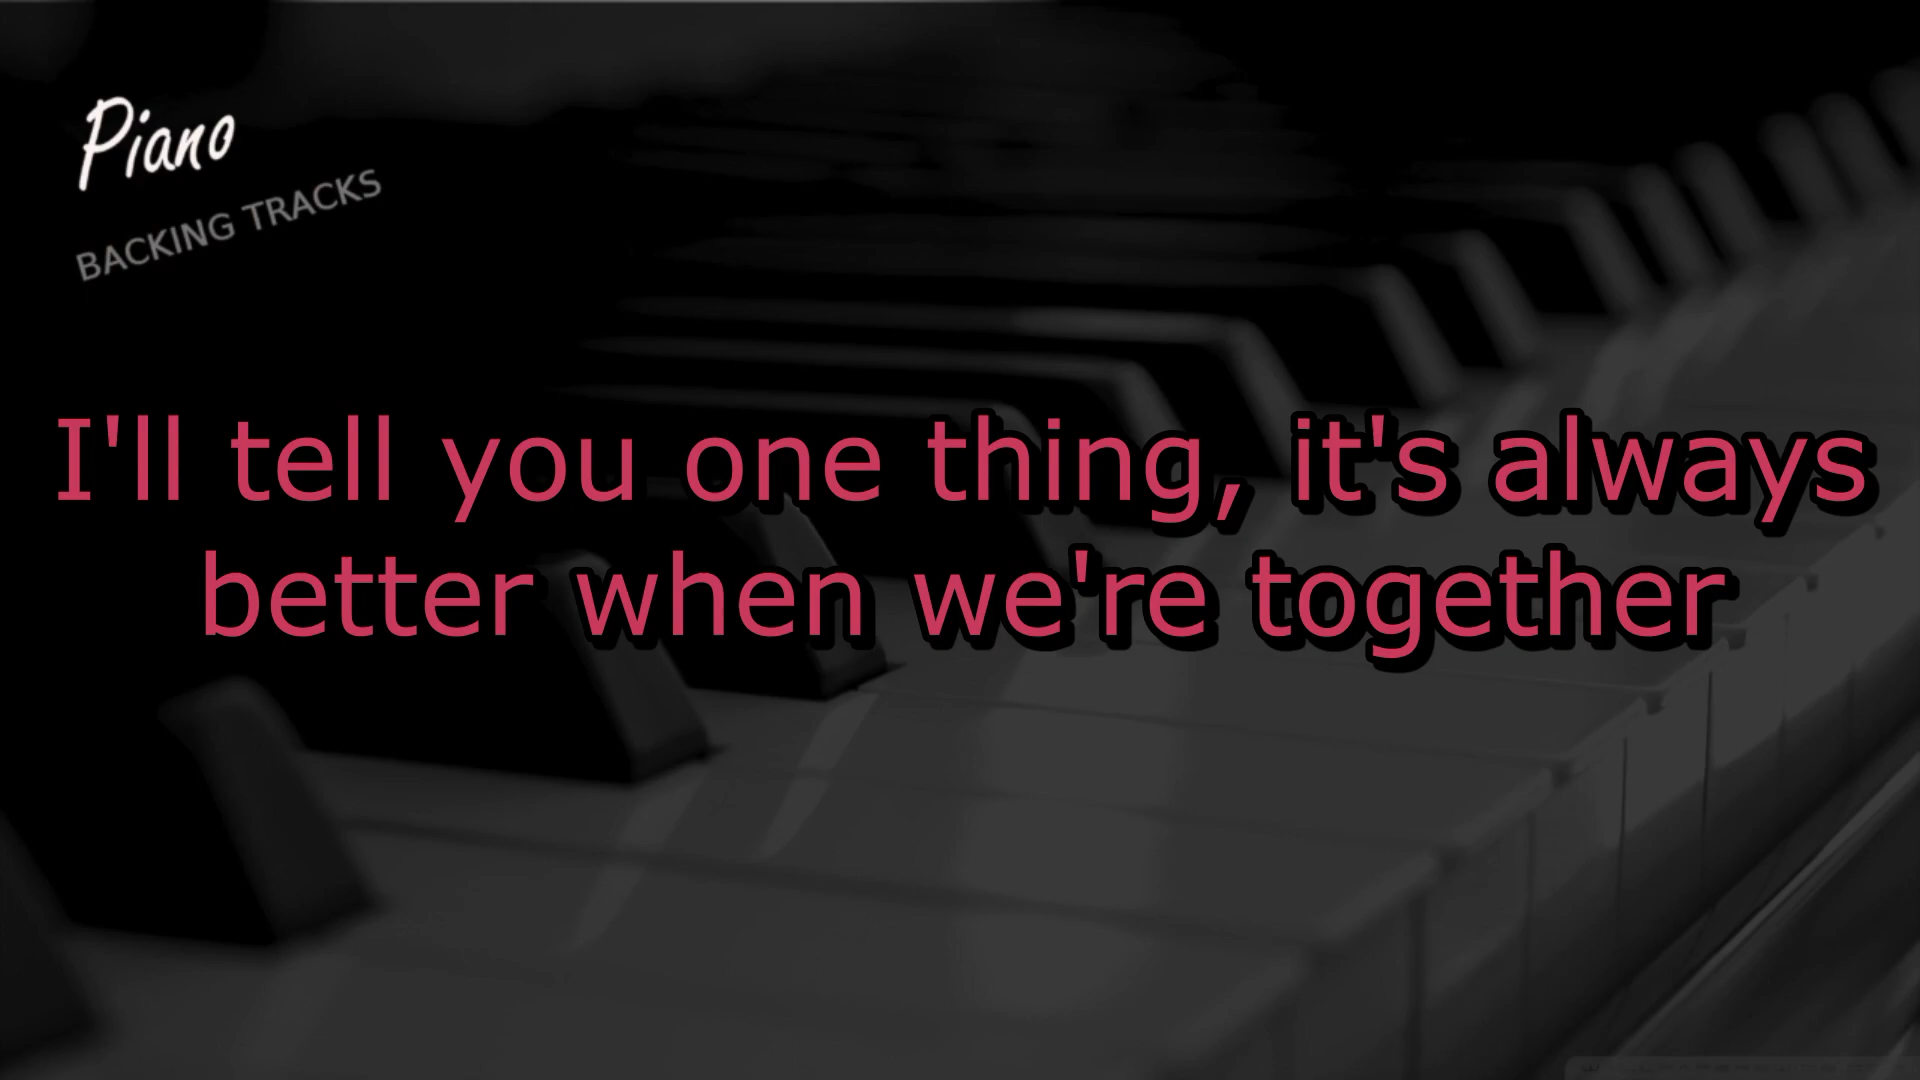 Piano
BACKING TRACKS
I'll tell you one thing, it's always
better when we're together